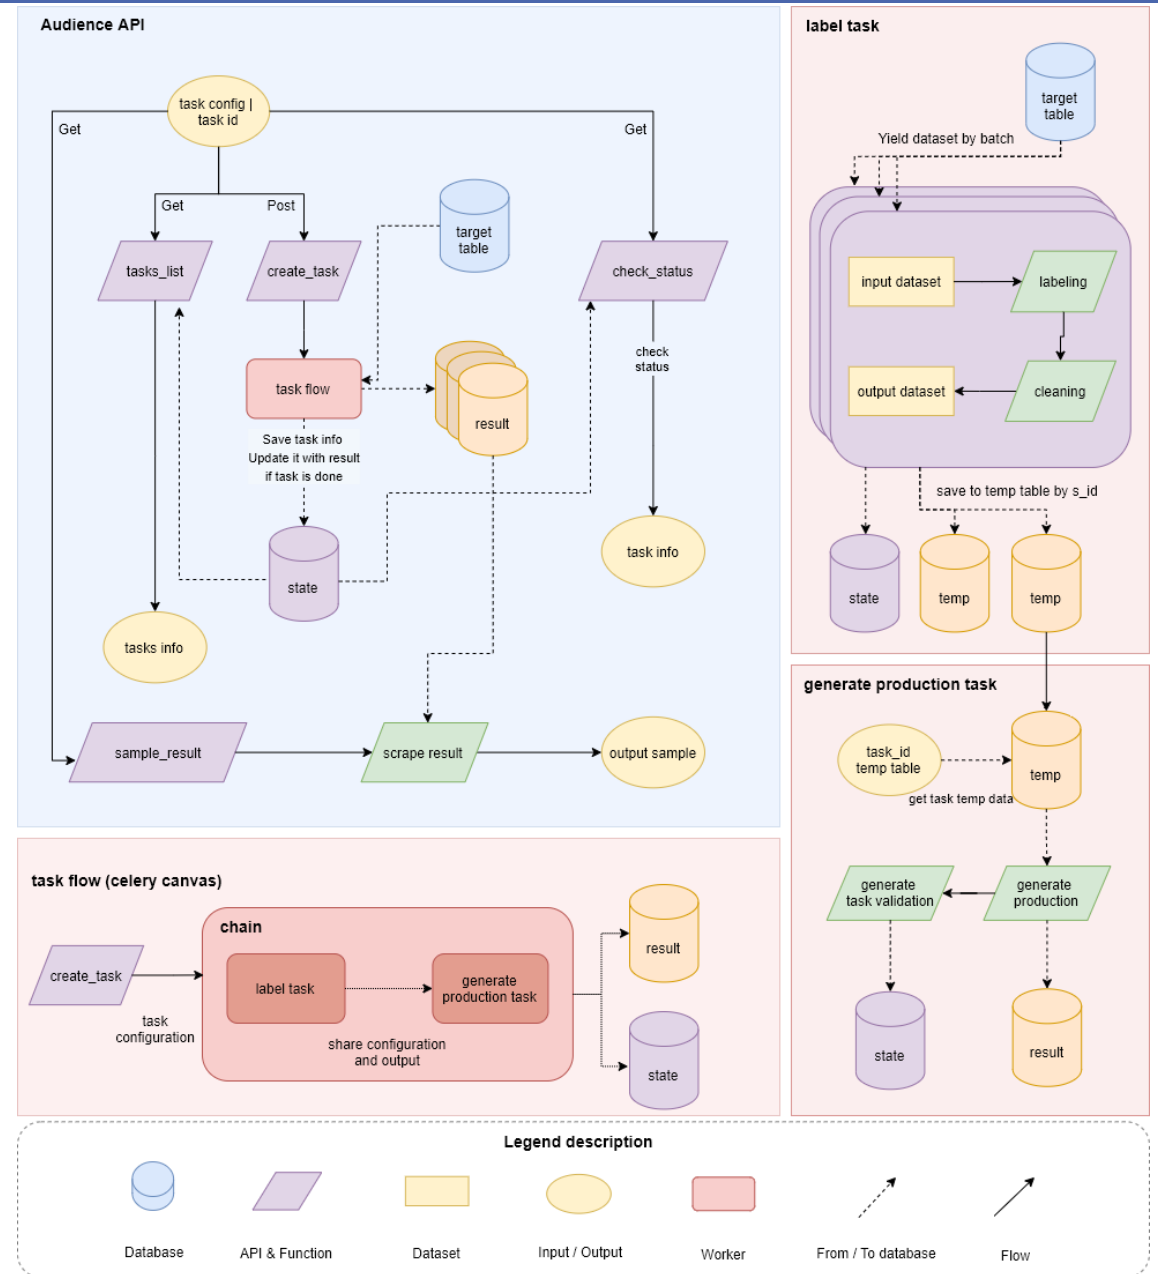 Audience API
task config |
task id
Get
Get
Get
Post
target
table
tasks_list
create_task
check_status
task flow
result
check
status
Save task info
Update it with result
if task is done
state
task info
tasks info
sample_result
scrape result
output sample
label task
target
table
Yield dataset by batch
input dataset
labeling
output dataset
cleaning
save to temp table by s_id
state
temp
temp
generate production task
task_id
temp table
temp
get task temp data
generate
task validation
generate
production
state
result
task flow (celery canvas)
chain
create_task
label task
generate
production task
task
configuration
share configuration
and output
result
state
Legend description
Database
API & Function
Dataset
Input / Output
Worker
From / To database
Flow